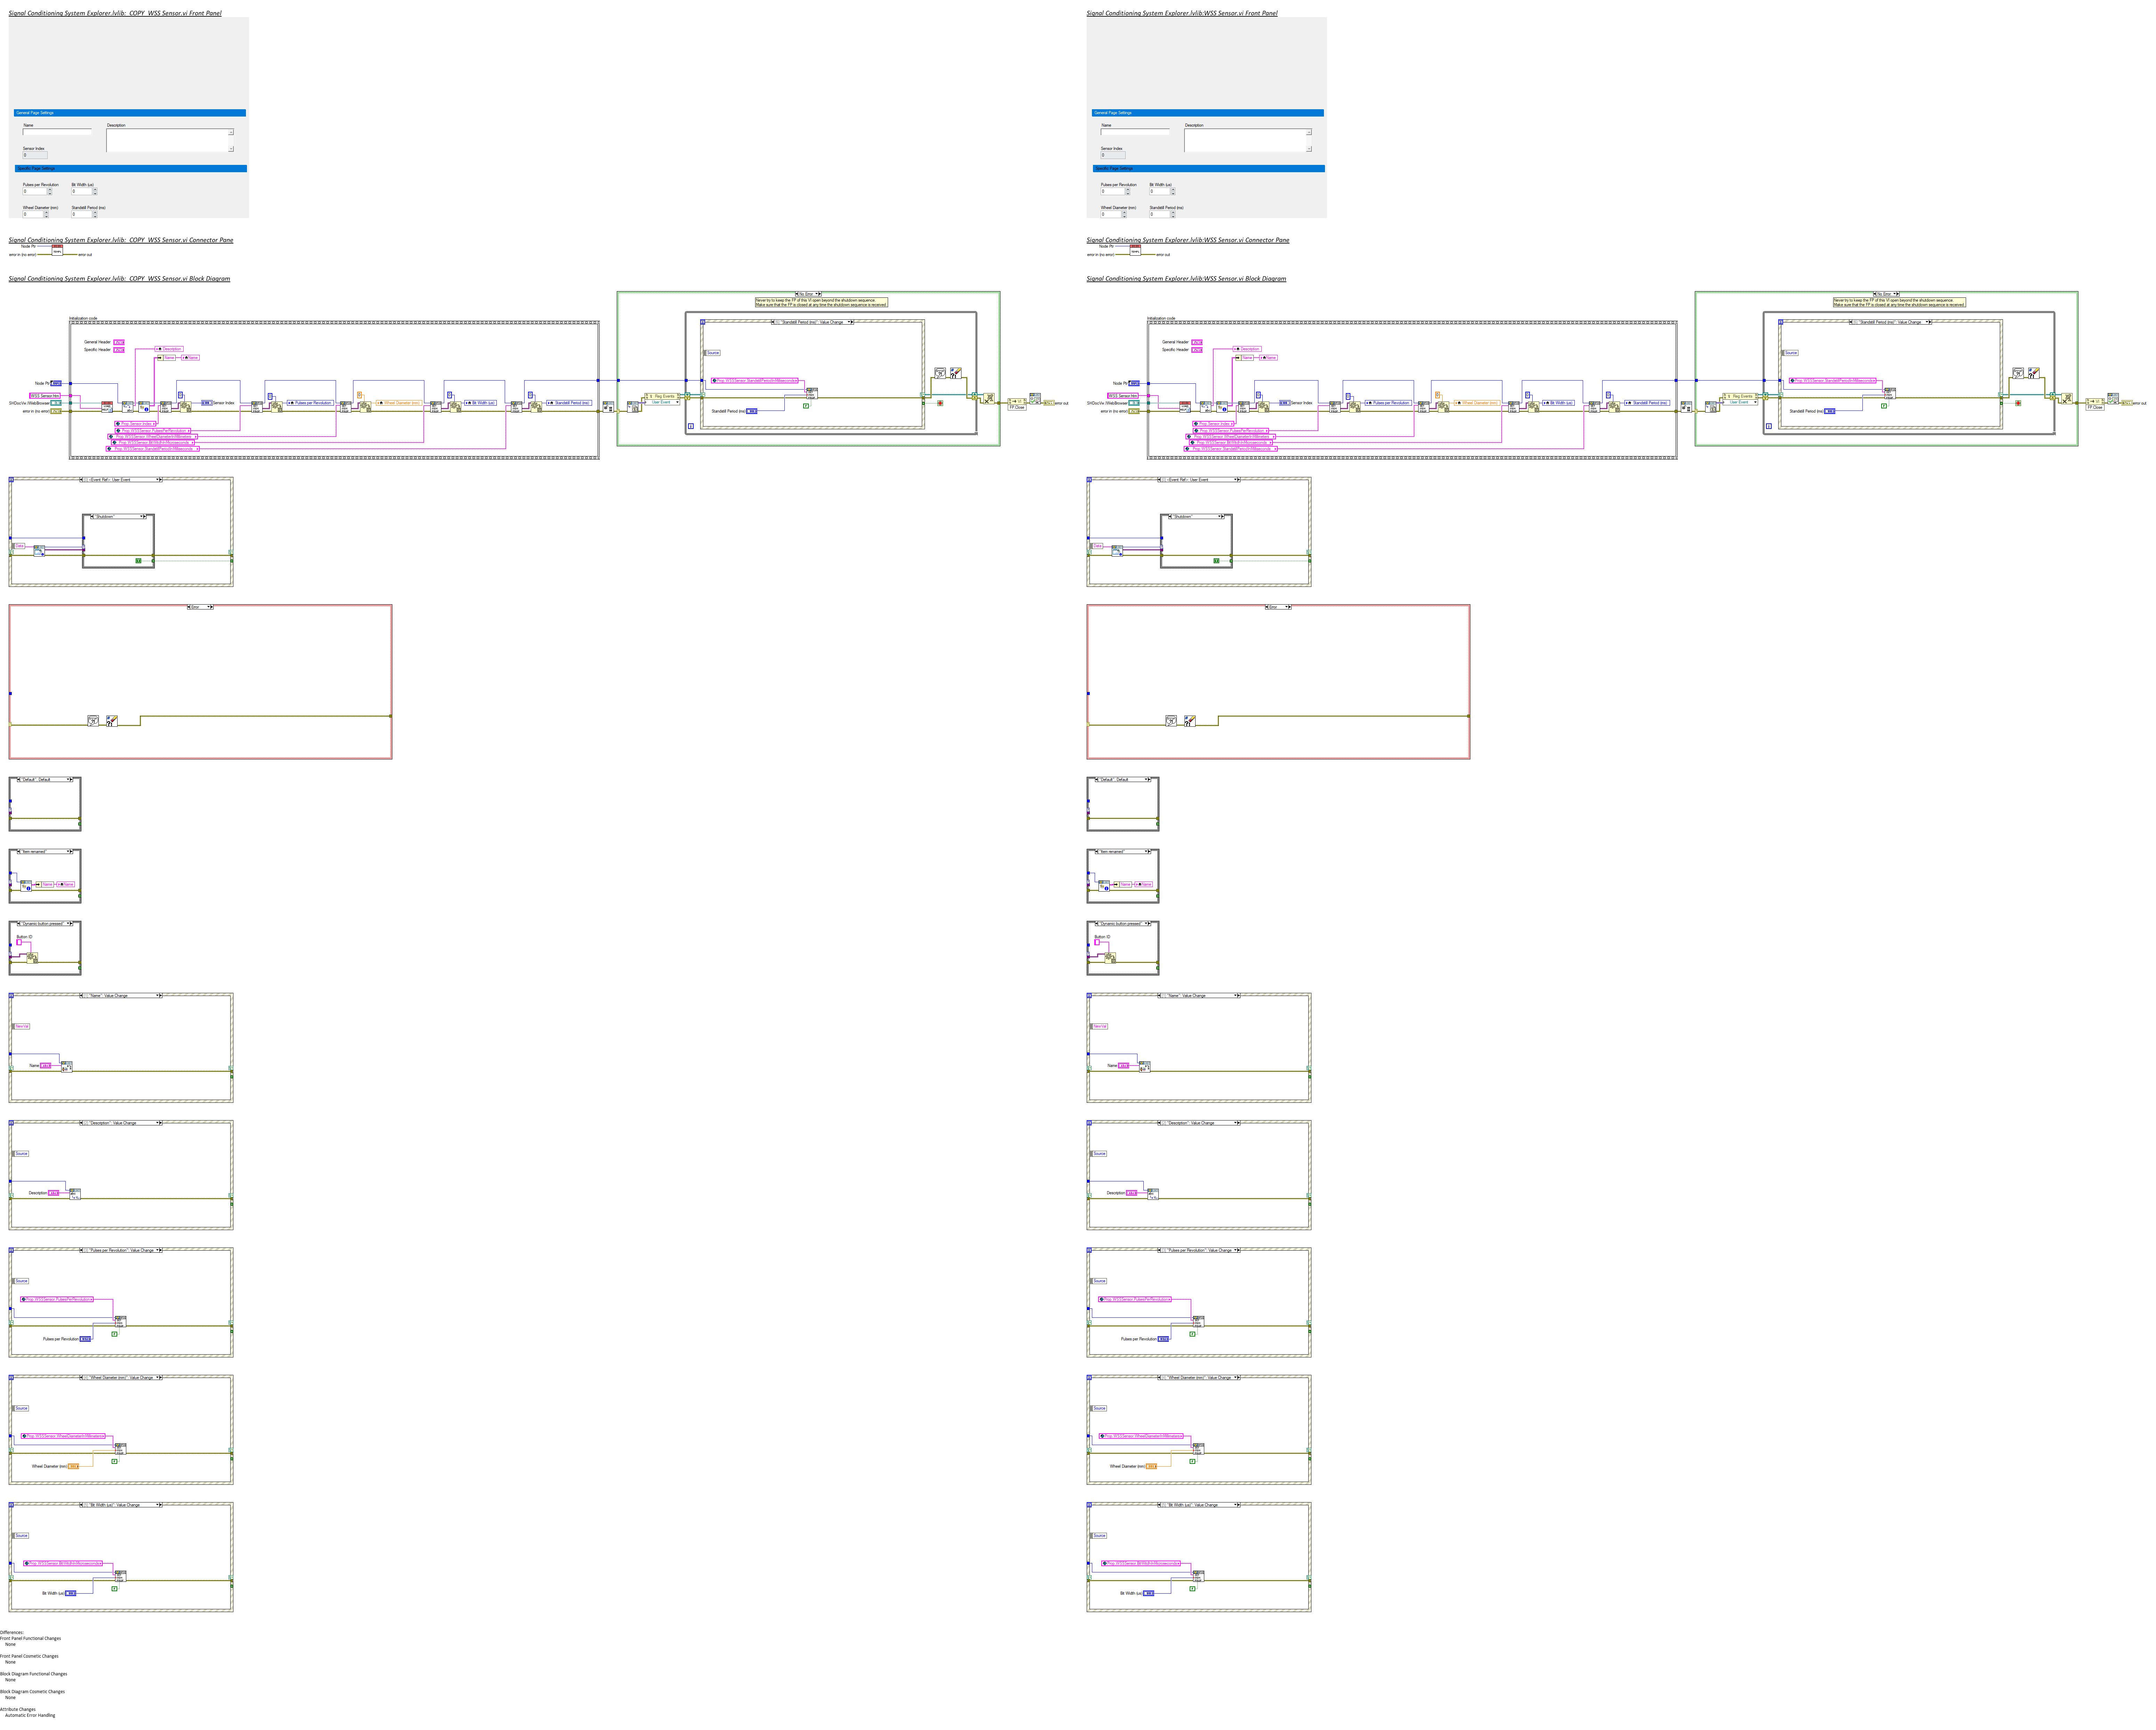 Signal Conditioning System Explorer.lvlib:_COPY_WSS Sensor.vi Front Panel
General Page Settings
Name
Description
Sensor Index
0
Specific Page Settings
Pulses per Revolution
Bit Width (us)
0
0
Wheel Diameter (mm)
Standstill Period (ms)
0
0
Signal Conditioning System Explorer.lvlib:_COPY_WSS Sensor.vi Connector Pane
Node Ptr
error in (no error)
error out
Signal Conditioning System Explorer.lvlib:_COPY_WSS Sensor.vi Block Diagram
No Error
Never try to keep the FP of this VI open beyond the shutdown sequence.
Make sure that the FP is closed at any time the shutdown sequence is received.
Initialization code
"Standstill Period (ms)": Value Change
General Header
Specific Header
Description
Name
Name
Source
Node Ptr
WSS Sensor.html
SHDocVw.IWebBrowser
error in (no error)
Sensor Index
Pulses per Revolution
Wheel Diameter (mm)
Bit Width (us)
Standstill Period (ms)
Reg Events
User Event
Standstill Period (ms)
FP.Close
error out
Prop.Sensor.Index
<Event Ref>: User Event
"Shutdown"
Data
Error
"Default", Default
"Item renamed"
Name
Name
"Dynamic button pressed"
Button ID
"Name": Value Change
NewVal
Name
"Description": Value Change
Source
Description
"Pulses per Revolution": Value Change
Source
Prop.WSSSensor.PulsesPerRevolution
Pulses per Revolution
"Wheel Diameter (mm)": Value Change
Source
Wheel Diameter (mm)
"Bit Width (us)": Value Change
Source
Bit Width (us)
Differences:
Front Panel Functional Changes
None
Front Panel Cosmetic Changes
None
Block Diagram Functional Changes
None
Block Diagram Cosmetic Changes
None
Attribute Changes
Automatic Error Handling
Signal Conditioning System Explorer.lvlib:WSS Sensor.vi Front Panel
General Page Settings
Name
Description
Sensor Index
0
Specific Page Settings
Pulses per Revolution
Bit Width (us)
0
0
Wheel Diameter (mm)
Standstill Period (ms)
0
0
Signal Conditioning System Explorer.lvlib:WSS Sensor.vi Connector Pane
Node Ptr
error in (no error)
error out
Signal Conditioning System Explorer.lvlib:WSS Sensor.vi Block Diagram
No Error
Never try to keep the FP of this VI open beyond the shutdown sequence.
Make sure that the FP is closed at any time the shutdown sequence is received.
Initialization code
"Standstill Period (ms)": Value Change
General Header
Specific Header
Description
Name
Name
Source
Node Ptr
WSS Sensor.html
SHDocVw.IWebBrowser
error in (no error)
Sensor Index
Pulses per Revolution
Wheel Diameter (mm)
Bit Width (us)
Standstill Period (ms)
Reg Events
User Event
Standstill Period (ms)
FP.Close
error out
Prop.Sensor.Index
<Event Ref>: User Event
"Shutdown"
Data
Error
"Default", Default
"Item renamed"
Name
Name
"Dynamic button pressed"
Button ID
"Name": Value Change
NewVal
Name
"Description": Value Change
Source
Description
"Pulses per Revolution": Value Change
Source
Prop.WSSSensor.PulsesPerRevolution
Pulses per Revolution
"Wheel Diameter (mm)": Value Change
Source
Wheel Diameter (mm)
"Bit Width (us)": Value Change
Source
Bit Width (us)